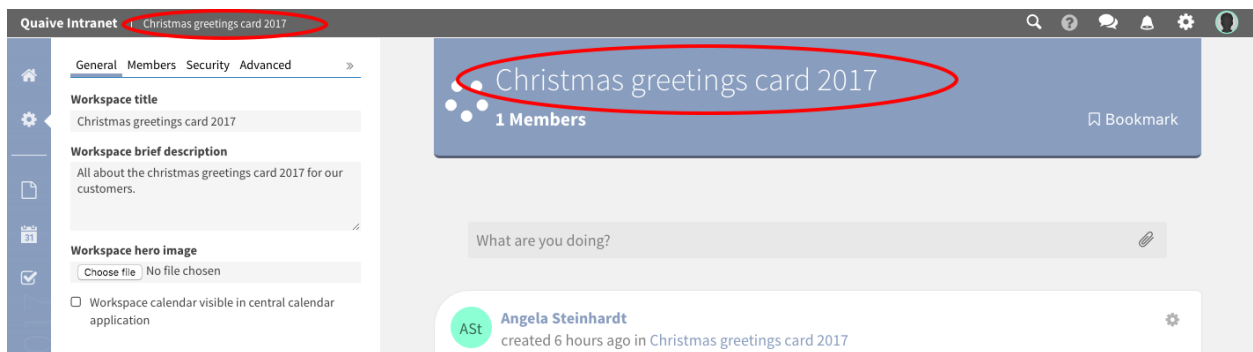 Quaive Intranet Christmas greetings card 2017
General Members Security Advanced »
Workspace title
Christmas greetings card 2017
Workspace brief description
All about the christmas greetings card 2017 for our
customers.
Workspace hero image
Choose file No file chosen
Workspace calendar visible in central calendar
application
31
Christmas greetings card 2017
1 Members
Bookmark
What are you doing?
ASt
Angela Steinhardt
created 6 hours ago in Christmas greetings card 2017